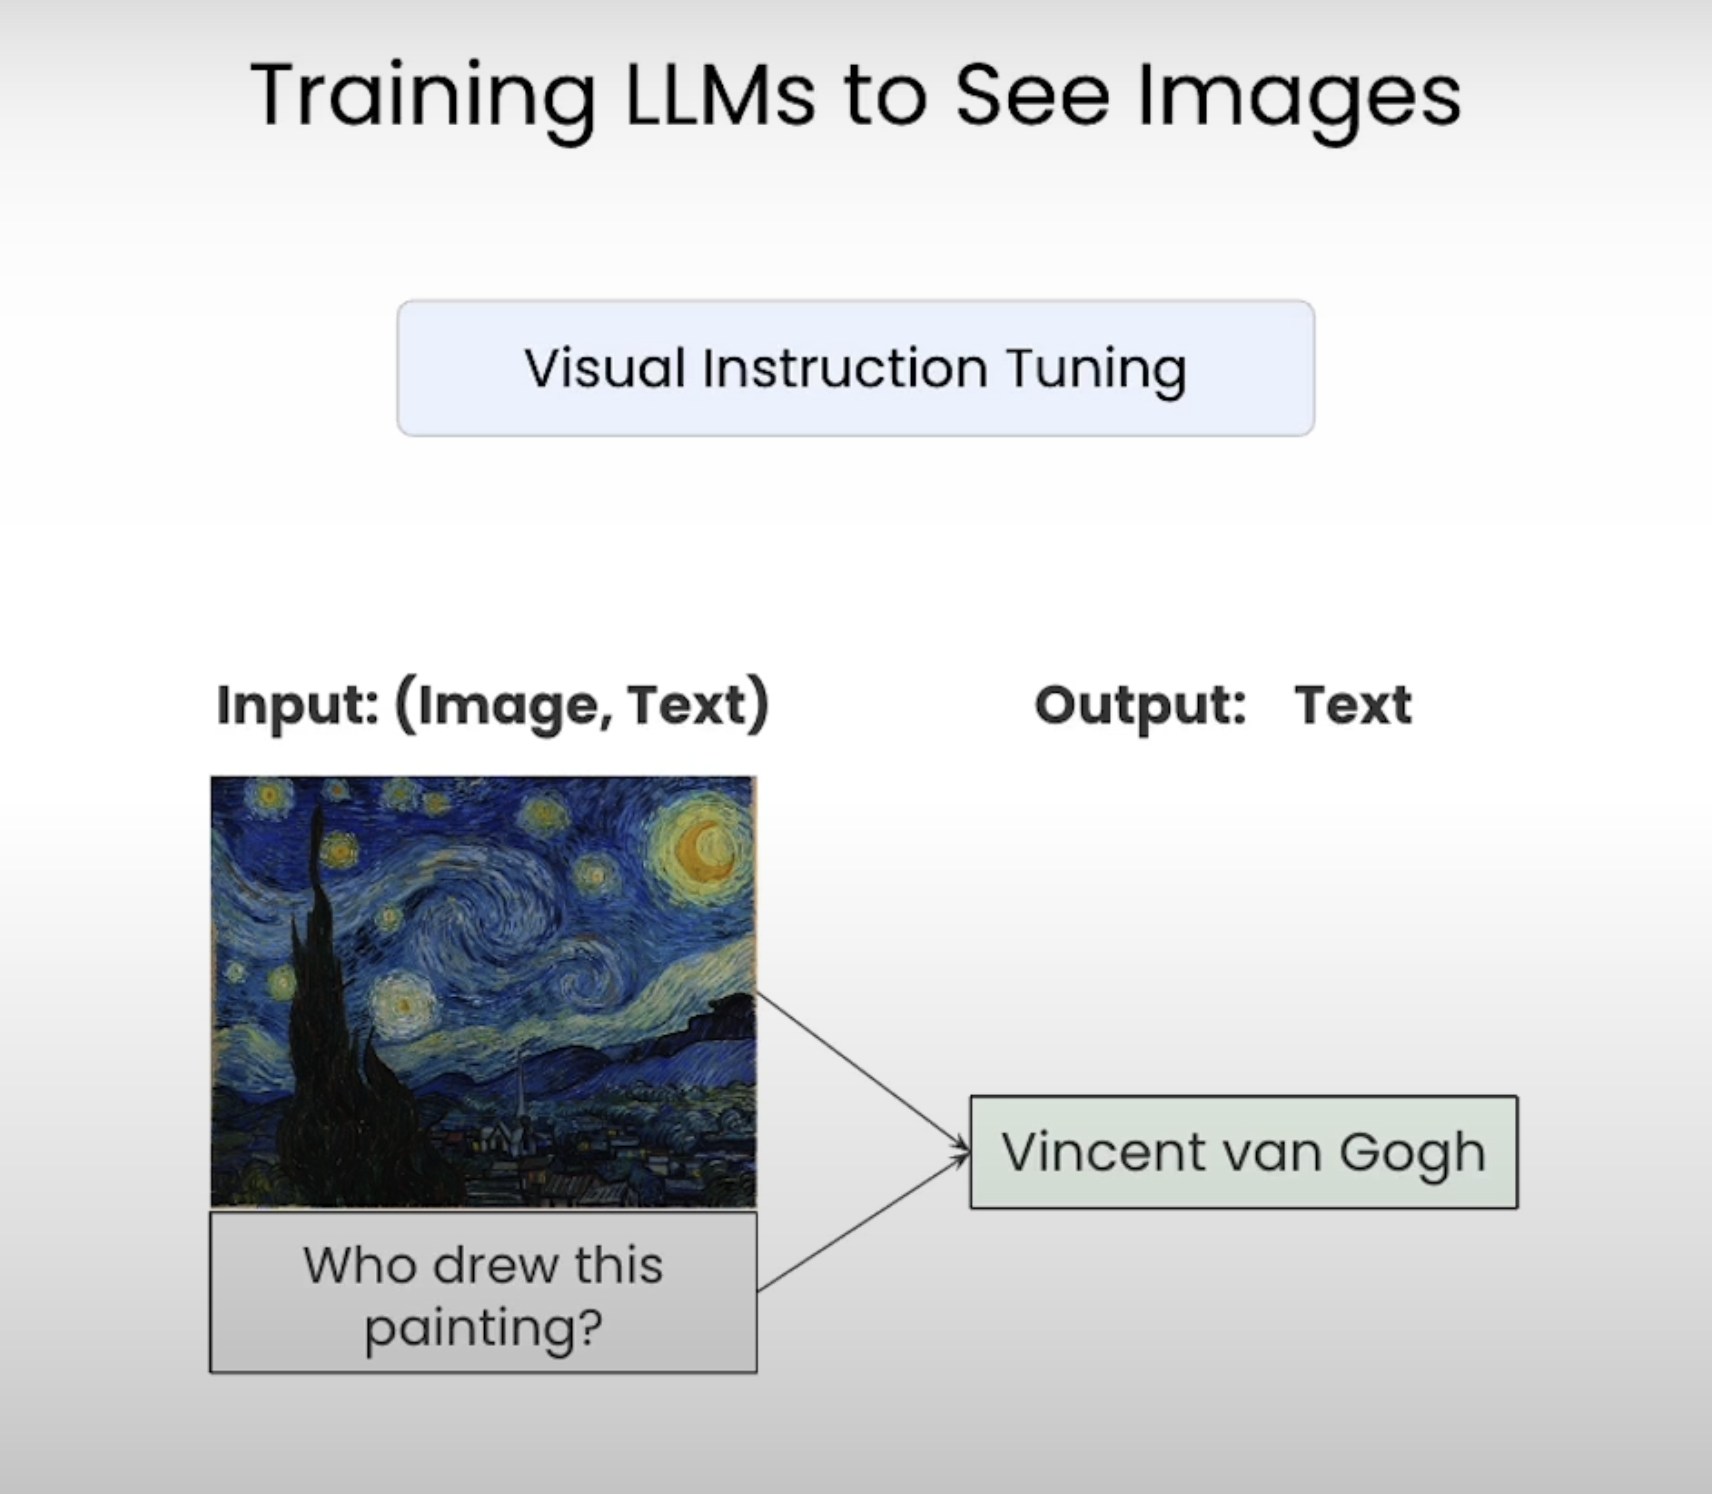 Training LLMs to See Images
Visual Instruction Tuning
Input: (Image, Text)
Output: Text
Who drew this
painting?
Vincent van Gogh